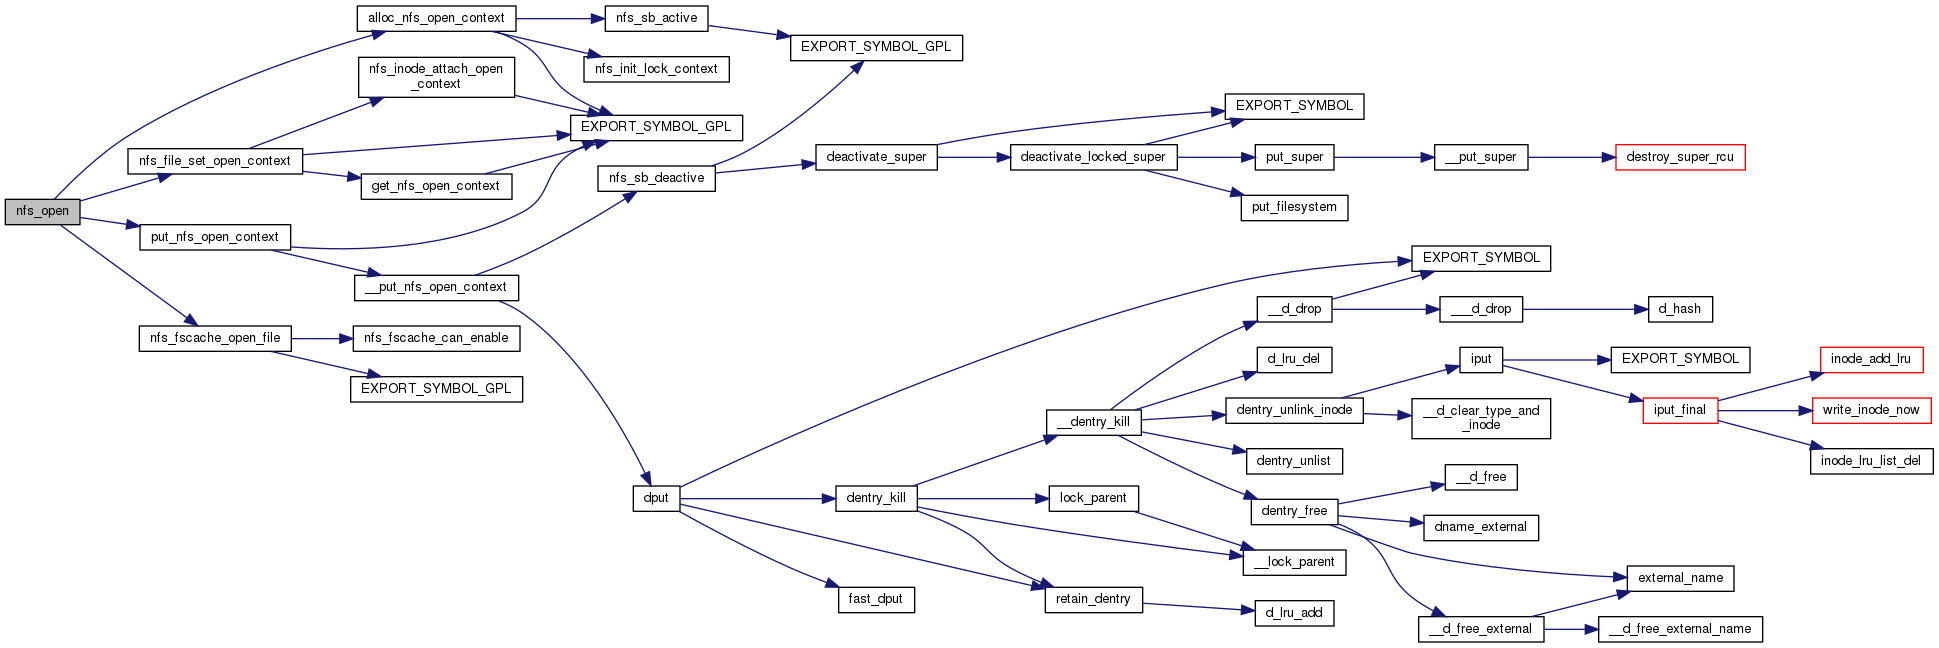 nfs_open
alloc_nfs_open_context
nfs_inode_attach_open
_context
nfs_file_set_open_context
get_nfs_open_context
put_nfs_open_context
__put_nfs_open_context
nfs_fscache_open_file
nfs_fscache_can_enable
EXPORT_SYMBOL_GPL
nfs_sb_active
nfs_init_lock_context
EXPORT_SYMBOL_GPL
nfs_sb_deactive
EXPORT_SYMBOL_GPL
deactivate_super
deactivate_locked_super
EXPORT_SYMBOL
put_super
put_filesystem
__put_super
destroy_super_rcu
dput
dentry_kill
fast_dput
__dentry_kill
lock_parent
retain_dentry
EXPORT_SYMBOL
__d_drop
___d_drop
d_hash
d_lru_del
dentry_unlink_inode
iput
__d_clear_type_and
_inode
EXPORT_SYMBOL
iput_final
inode_add_lru
write_inode_now
inode_lru_list_del
dentry_unlist
dentry_free
__d_free
dname_external
external_name
__d_free_external
__d_free_external_name
__lock_parent
d_lru_add